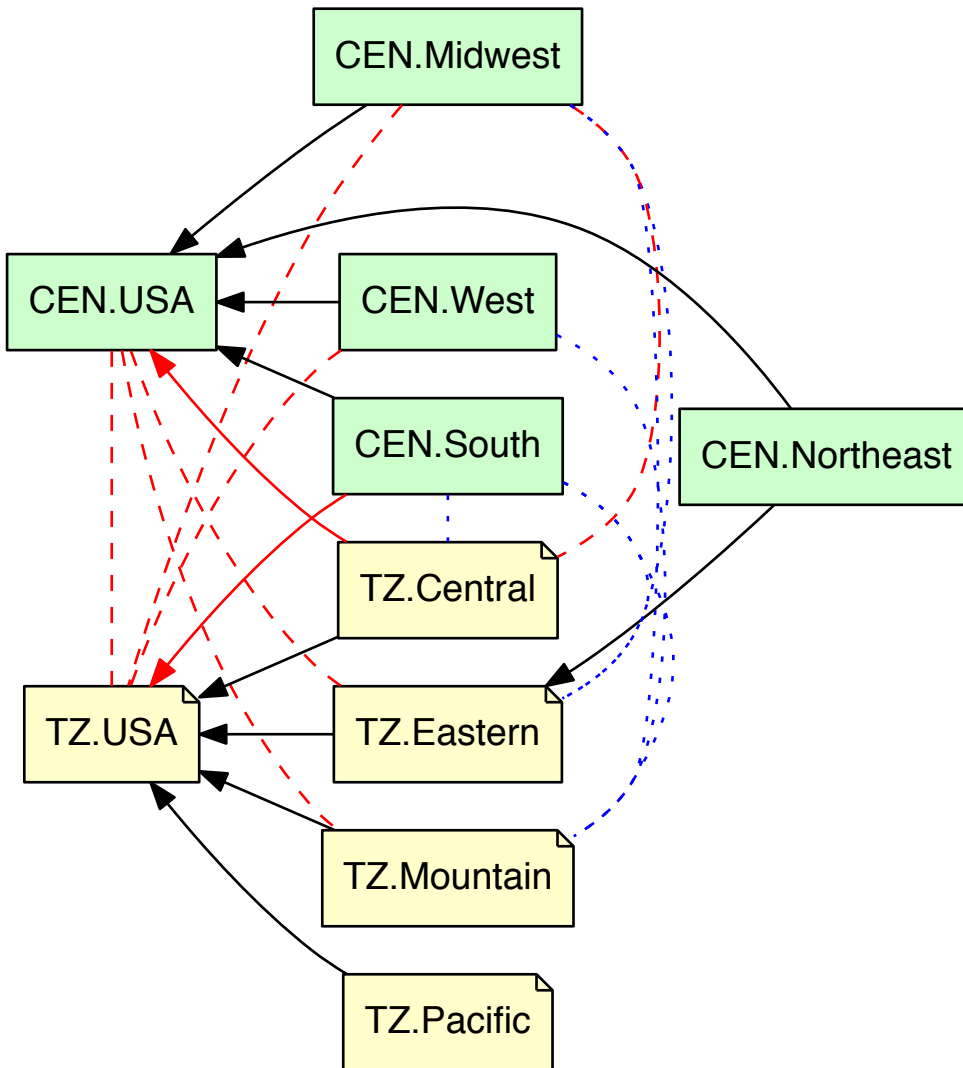 CEN.Midwest
CEN.USA
CEN.West
CEN.South
CEN.Northeast
TZ.Central
TZ.USA
TZ.Eastern
TZ.Mountain
TZ.Pacific